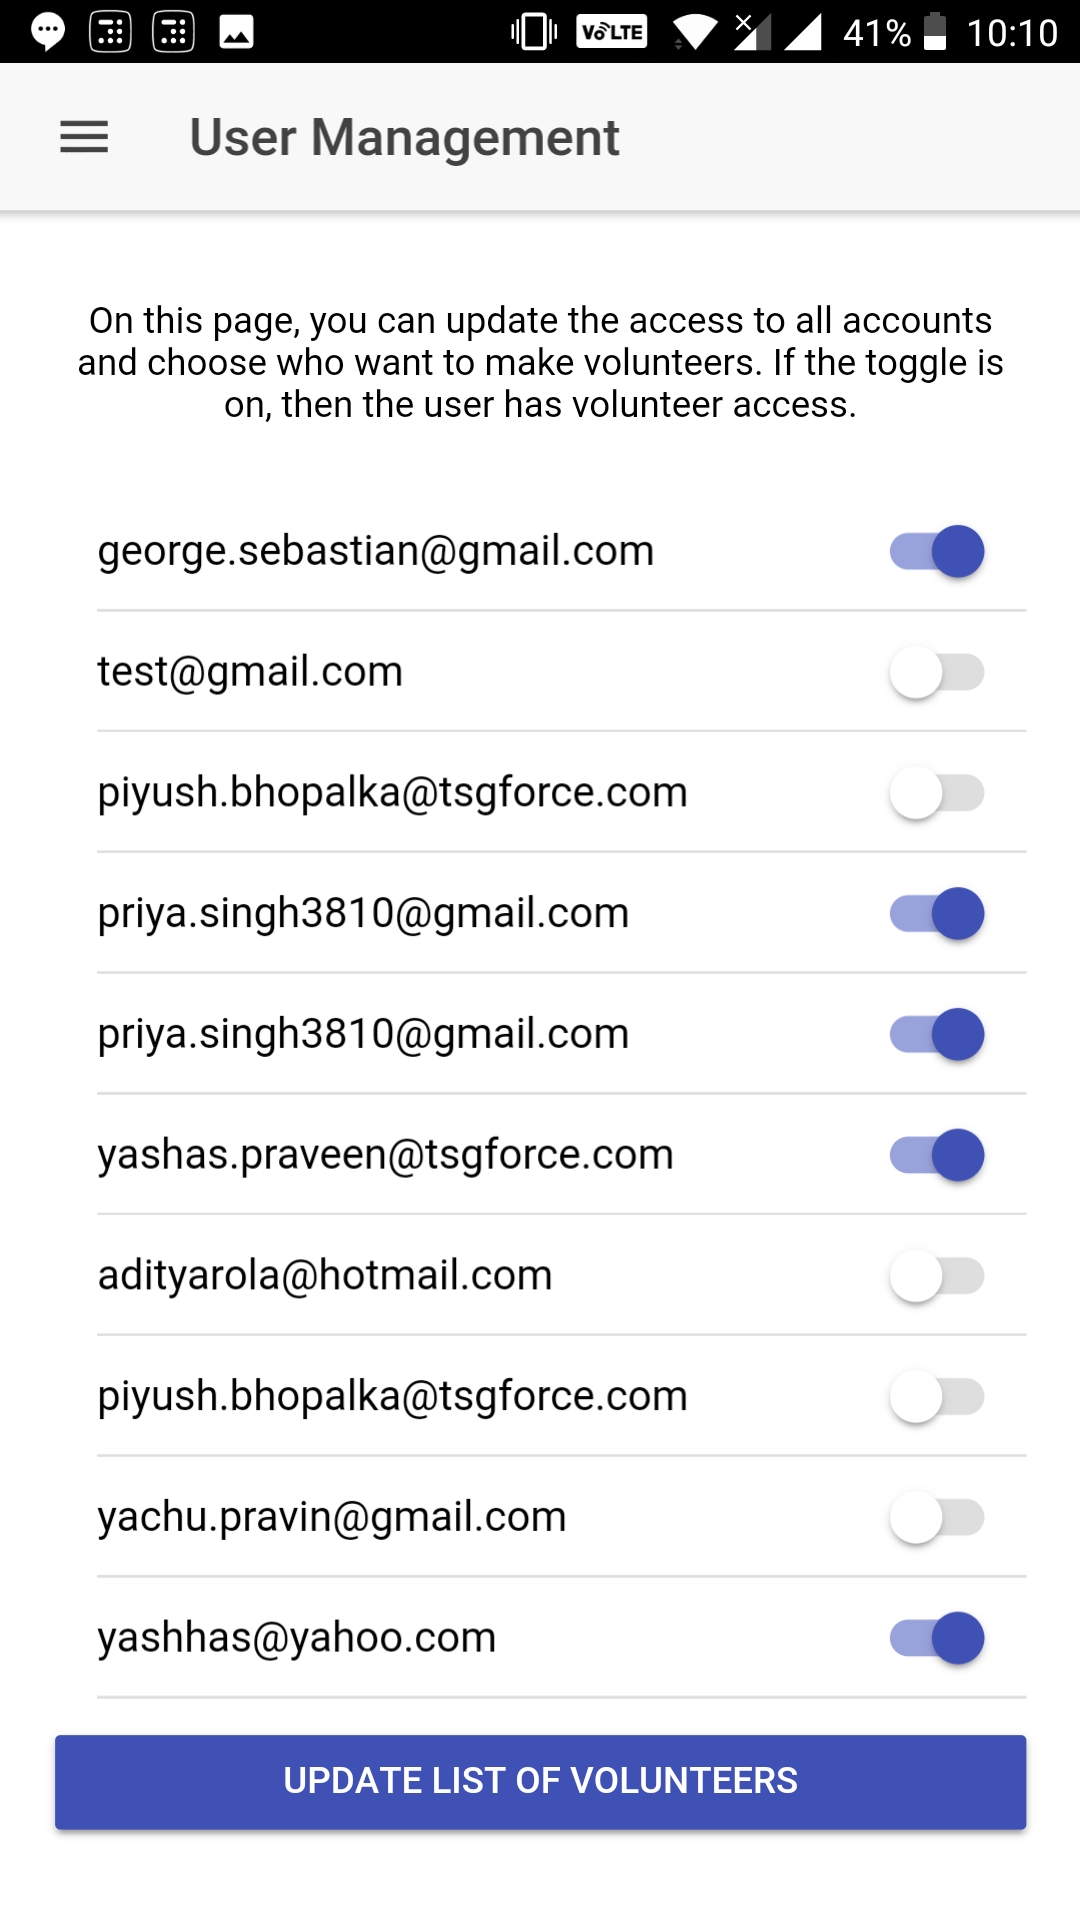 VoLTE 41% 10:10
User Management
On this page, you can update the access to all accounts
and choose who want to make volunteers. If the toggle is
on, then the user has volunteer access.
george.sebastian@gmail.com
test@gmail.com
piyush.bhopalka@tsgforce.com
priya.singh3810@gmail.com
priya.singh3810@gmail.com
yashas.praveen@tsgforce.com
adityarola@hotmail.com
piyush.bhopalka@tsgforce.com
yachu.pravin@gmail.com
yashhas@yahoo.com
UPDATE LIST OF VOLUNTEERS